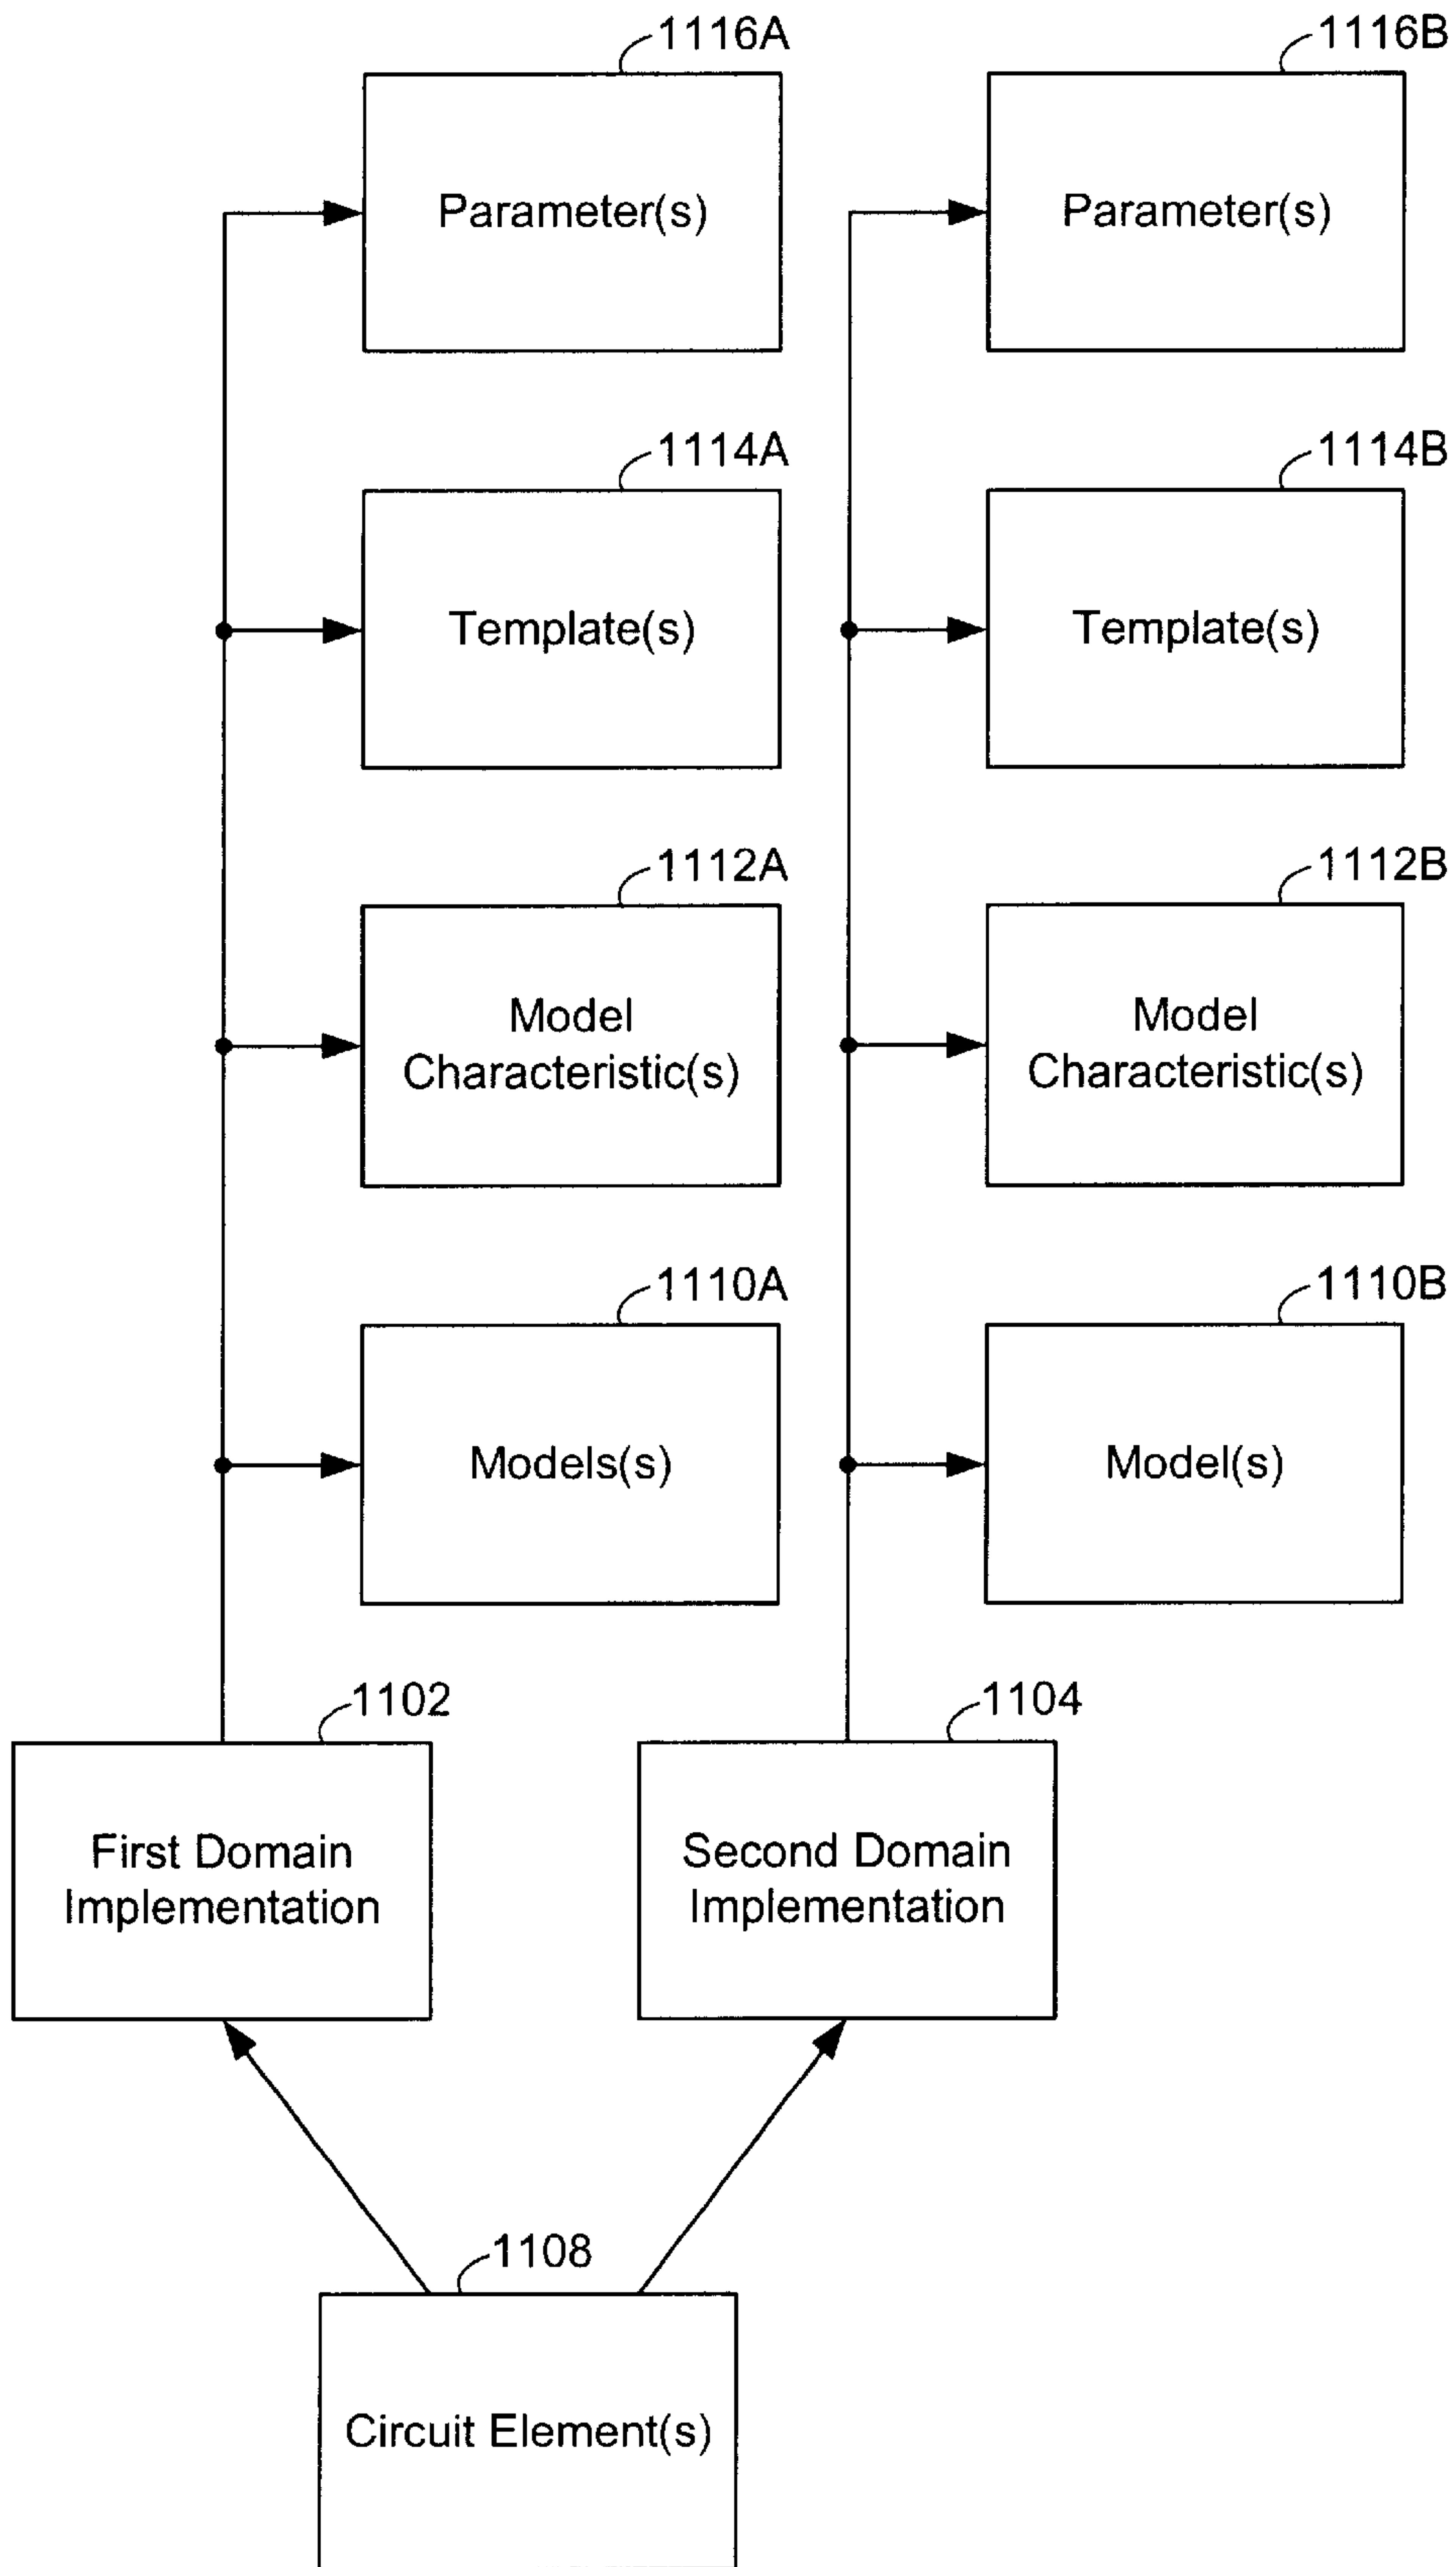 1116A
1116B
Parameter(s)
Parameter(s)
1114A
1114B
Template(s)
Template(s)
1112A
1112B
Model
Characteristic(s)
Model
Characteristic(s)
1110A
1110B
Models(s)
Model(s)
1102
1104
First Domain
Implementation
Second Domain
Implementation
1108
Circuit Element(s)